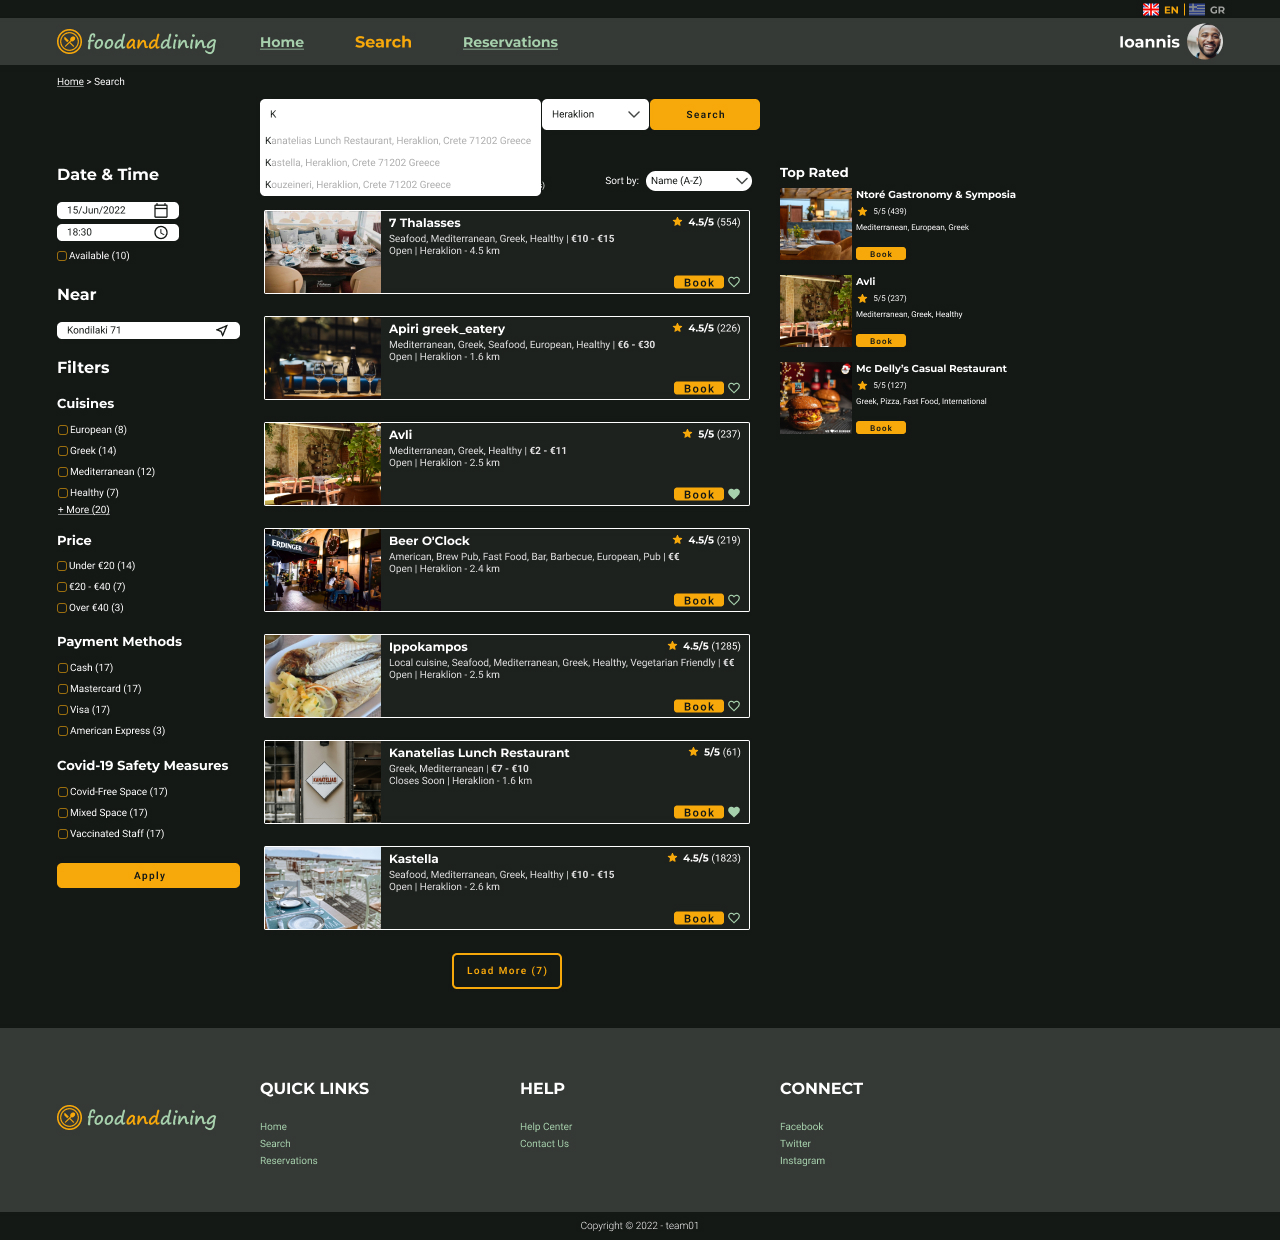 EN | GR
foodanddining
Home
Search
Reservations
Ioannis
Home > Search
K
Heraklion
Search
Kanatelias Lunch Restaurant, Heraklion, Crete 71202 Greece
Kastella, Heraklion, Crete 71202 Greece
Kouzeineri, Heraklion, Crete 71202 Greece
Sort by:
Name (A-Z)
Date & Time
15/Jun/2022
18:30
Available (10)
Near
Kondilaki 71
Filters
Cuisines
European (8)
Greek (14)
Mediterranean (12)
Healthy (7)
+ More (20)
Price
Under €20 (14)
€20 - €40 (7)
Over €40 (3)
Payment Methods
Cash (17)
Mastercard (17)
Visa (17)
American Express (3)
Covid-19 Safety Measures
Covid-Free Space (17)
Mixed Space (17)
Vaccinated Staff (17)
Apply
7 Thalasses
4.5/5 (554)
Seafood, Mediterranean, Greek, Healthy | €10 - €15
Open | Heraklion - 4.5 km
Book
Apiri greek_eatery
4.5/5 (226)
Mediterranean, Greek, Seafood, European, Healthy | €6 - €30
Open | Heraklion - 1.6 km
Book
Avli
5/5 (237)
Mediterranean, Greek, Healthy | €2 - €11
Open | Heraklion - 2.5 km
Book
ERDINGER
Beer O'Clock
4.5/5 (219)
American, Brew Pub, Fast Food, Bar, Barbecue, European, Pub | €€
Open | Heraklion - 2.4 km
Book
Ippokampos
4.5/5 (1285)
Local cuisine, Seafood, Mediterranean, Greek, Healthy, Vegetarian Friendly | €€
Open | Heraklion - 2.5 km
Book
KANATELIAS
Kanatelias Lunch Restaurant
5/5 (61)
Greek, Mediterranean | €7 - €10
Closes Soon | Heraklion - 1.6 km
Book
Kastella
4.5/5 (1823)
Seafood, Mediterranean, Greek, Healthy | €10 - €15
Open | Heraklion - 2.6 km
Book
Load More (7)
Top Rated
Ntoré Gastronomy & Symposia
5/5 (439)
Mediterranean, European, Greek
Book
Avli
5/5 (237)
Mediterranean, Greek, Healthy
Book
Mc Delly's Casual Restaurant
5/5 (127)
Greek, Pizza, Fast Food, International
Book
foodanddining
QUICK LINKS
Home
Search
Reservations
HELP
Help Center
Contact Us
CONNECT
Facebook
Twitter
Instagram
Copyright © 2022 - team01